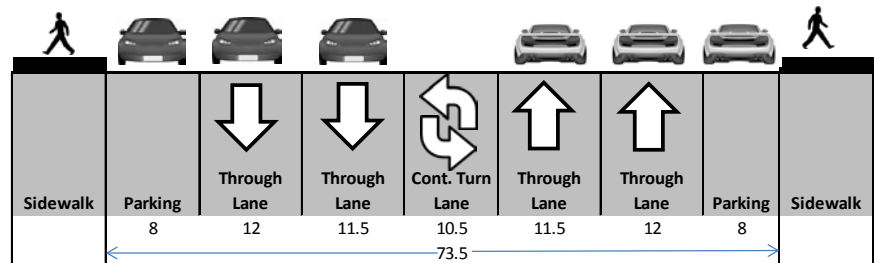 Sidewalk Parking Through Lane Through Lane Cont. Turn Lane Through Lane Through Lane Parking Sidewalk
8 12 11.5 10.5 11.5 12 8
73.5